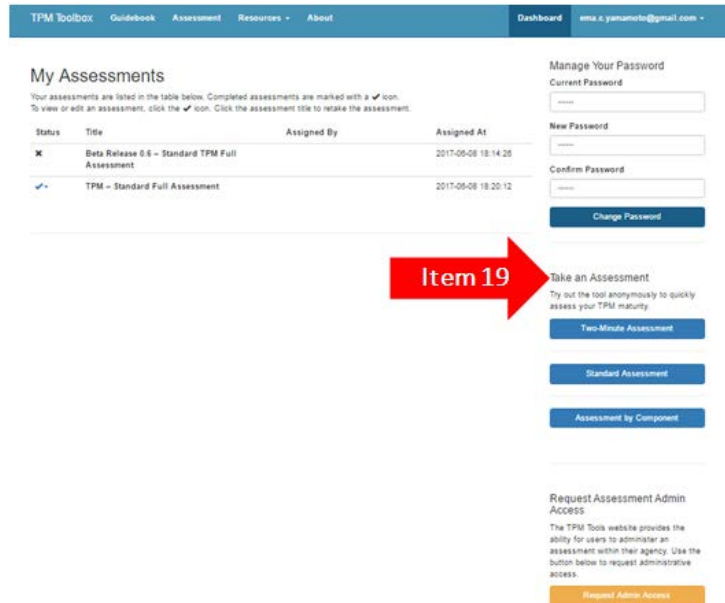 TPM Toolbox Guidebook Assessment Resources About Dashboard ema.c.yamamoto@gmail.com
My Assessments
Your assessments are listed in the table below. Completed assessments are marked with a ✔ icon.
To view or edit an assessment, click the ✔ icon. Click the assessment title to retake the assessment.
Status Title Assigned By Assigned At
✖ Beta Release 0.6 – Standard TPM Full 2017-06-08 18:14:26
Assessment
✔ TPM – Standard Full Assessment 2017-06-08 18:20:12
Manage Your Password
Current Password
New Password
Confirm Password
Change Password
Item 19
Take an Assessment
Try out the tool anonymously to quickly
assess your TPM maturity.
Two-Minute Assessment
Standard Assessment
Assessment by Component
Request Assessment Admin
Access
The TPM Tools website provides the
ability for users to administer an
assessment within their agency. Use the
button below to request administrative
access.
Request Admin Access